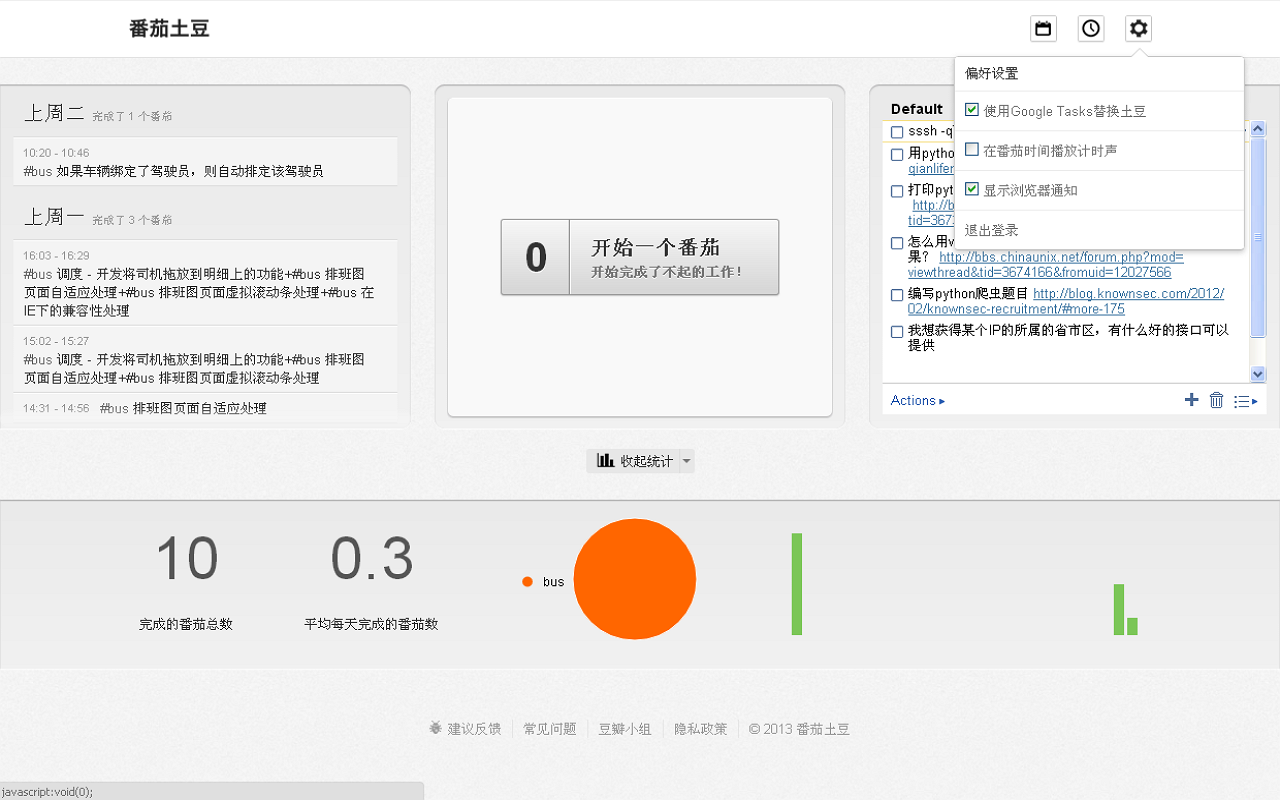 番茄土豆
偏好设置
使用Google Tasks替换土豆
在番茄时间播放计时声
显示浏览器通知
退出登录
上周二 完成了 1 个番茄
10:20 - 10:46
#bus 如果车辆绑定了驾驶员，则自动排定该驾驶员
上周一 完成了 3 个番茄
16:03 - 16:29
#bus 调度 - 开发将司机拖放到明细上的功能+#bus 排班图
页面自适应处理+#bus 排班图页面虚拟滚动条处理+#bus 在
IE下的兼容性处理
15:02 - 15:27
#bus 调度 - 开发将司机拖放到明细上的功能+#bus 排班图
页面自适应处理+#bus 排班图页面虚拟滚动条处理
14:31 - 14:56 #bus 排班图页面自适应处理
0
开始一个番茄
开始完成了不起的工作！
Default
sssh
用pytho
qianlifer
打印pyt
http://b
tid=367
怎么用
果？ http://bbs.chinaunix.net/forum.php?mod=
viewthread&tid=3674166&fromuid=12027566
编写python爬虫题目 http://blog.knownsec.com/2012/
02/knownsec-recruitment/#more-175
我想获得某个IP的所属的省市区，有什么好的接口可以
提供
Actions ▸
收起统计
10
完成的番茄总数
0.3
平均每天完成的番茄数
bus
建议反馈 常见问题 豆瓣小组 隐私政策 © 2013 番茄土豆
javascript:void(0);